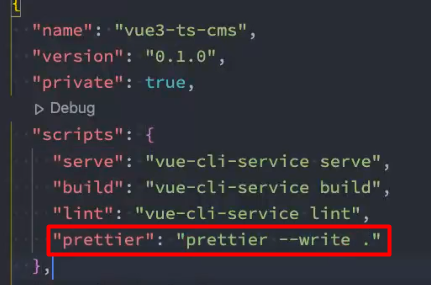 {
"name": "vue3-ts-cms",
"version": "0.1.0",
"private": true,
Debug
"scripts": {
"serve": "vue-cli-service serve",
"build": "vue-cli-service build",
"lint": "vue-cli-service lint",
"prettier": "prettier --write ."
},